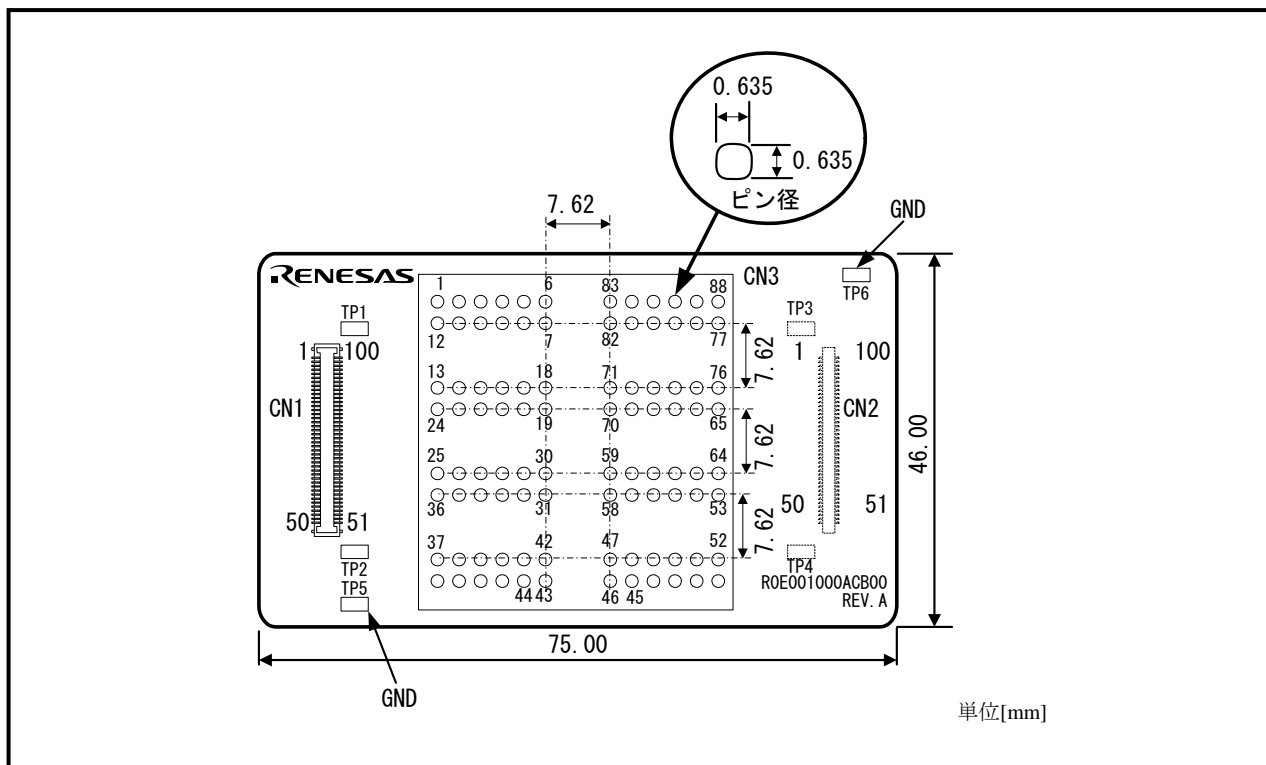 0.635
0.635
ピン径
7.62
GND
RENESAS
1 6 83 88
CN3
TP6
TP1
TP3
12 7 82 77
7.62
1 100
1 100
13 18 71 76
CN1
CN2
24 19 70 65
7.62
46.00
25 30 59 64
50 51
50 51
36 31 58 53
7.62
37 42 47 52
TP2
TP4
TP5
44 43 46 45
R0E001000ACB00
REV.A
75.00
GND
単位[mm]